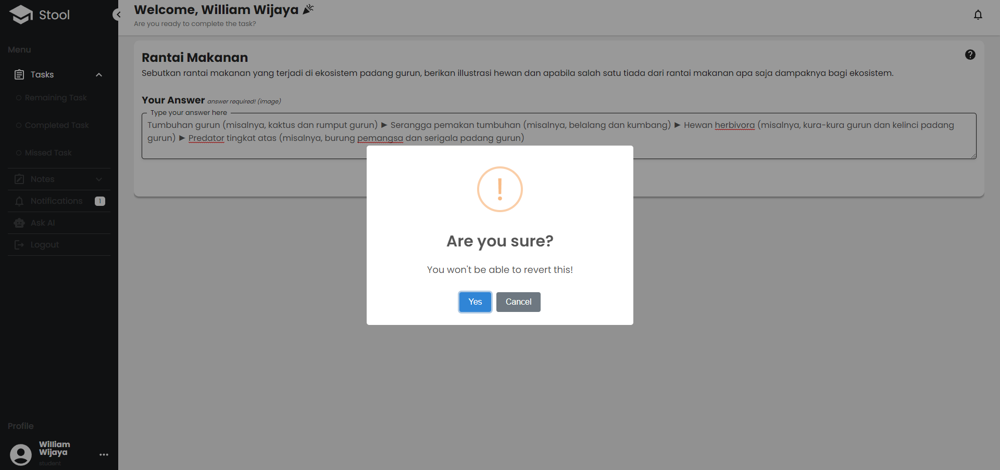 Stool
Menu
Tasks
Remaining Task
Completed Task
Missed Task
Notes
Notifications 1
Ask AI
Logout
Profile
William
Wijaya
student
Welcome, William Wijaya
Are you ready to complete the task?
Rantai Makanan
Sebutkan rantai makanan yang terjadi di ekosistem padang gurun, berikan illustrasi hewan dan apabila salah satu tiada dari rantai makanan apa saja dampaknya bagi ekosistem.
Your Answer answer required! (image)
Type your answer here
Tumbuhan gurun (misalnya, kaktus dan rumput gurun) ► Serangga pemakan tumbuhan (misalnya, belalang dan kumbang) ► Hewan herbivora (misalnya, kura-kura gurun dan kelinci padang
gurun) ► Predator tingkat atas (misalnya, burung pemangsa dan serigala padang gurun)
Are you sure?
You won't be able to revert this!
Yes
Cancel